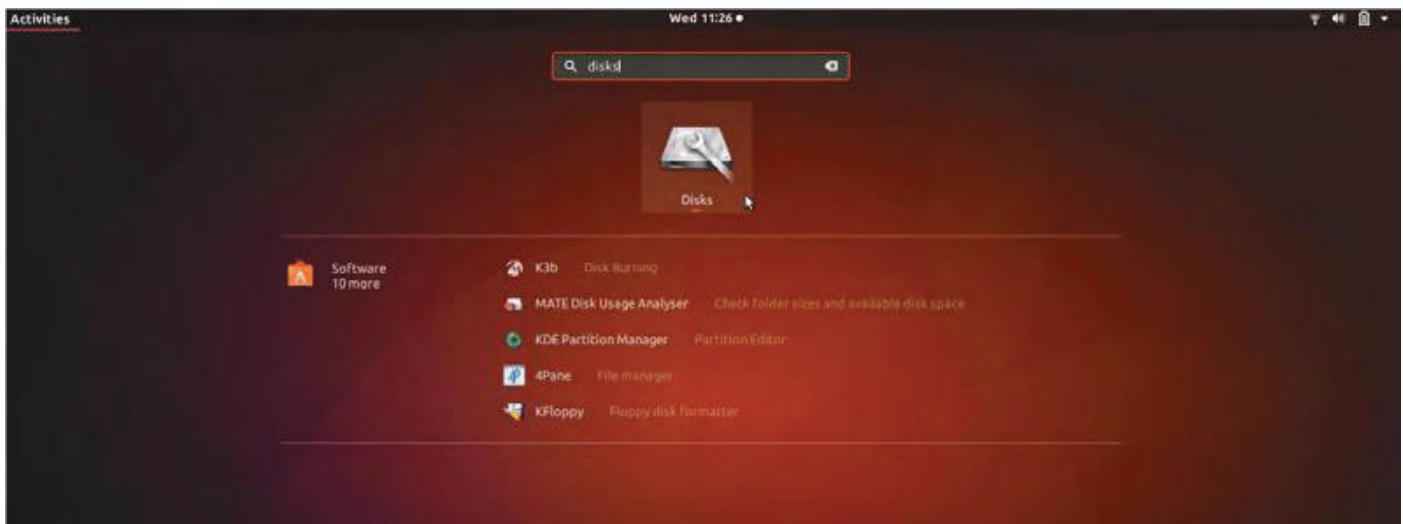 Activities
Wed 11:26
disks
Disks
Software
10 more
K3b Disk Burning
MATE Disk Usage Analyser Check folder sizes and available disk space
KDE Partition Manager Partition Editor
4Pane File manager
KFloppy Floppy disk formatter